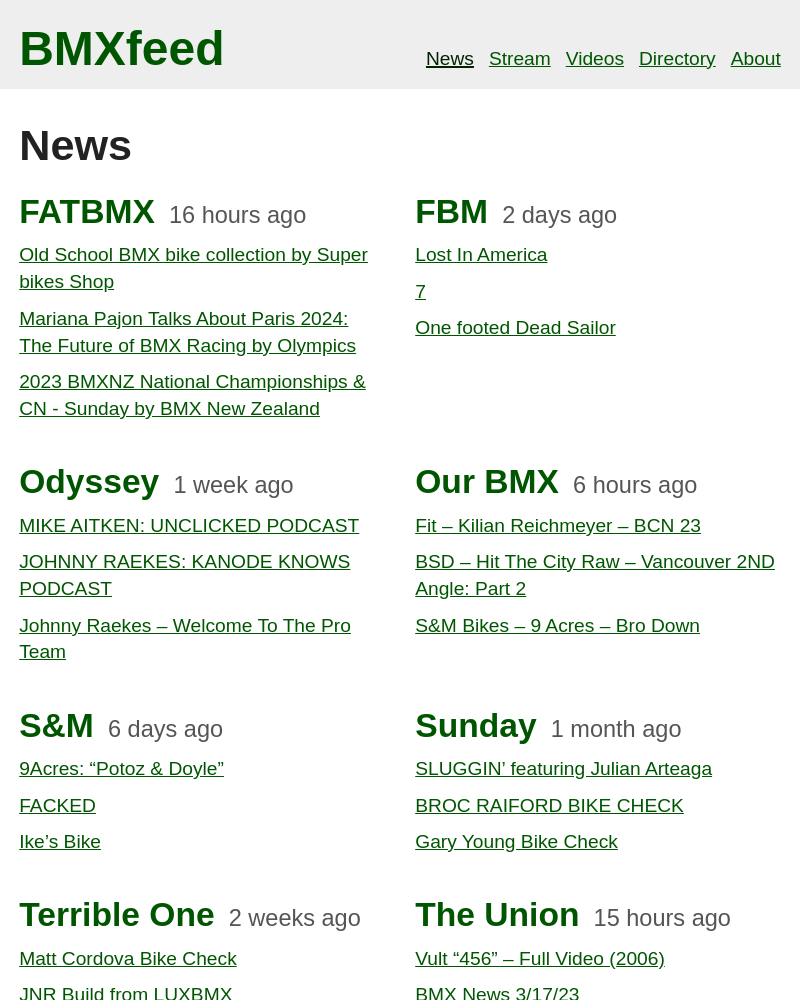 BMXfeed
News Stream Videos Directory About
News
FATBMX 16 hours ago
Old School BMX bike collection by Super
bikes Shop
Mariana Pajon Talks About Paris 2024:
The Future of BMX Racing by Olympics
2023 BMXNZ National Championships &
CN - Sunday by BMX New Zealand
FBM 2 days ago
Lost In America
7
One footed Dead Sailor
Odyssey 1 week ago
MIKE AITKEN: UNCLICKED PODCAST
JOHNNY RAEKES: KANODE KNOWS
PODCAST
Johnny Raekes – Welcome To The Pro
Team
Our BMX 6 hours ago
Fit – Kilian Reichmeyer – BCN 23
BSD – Hit The City Raw – Vancouver 2ND
Angle: Part 2
S&M Bikes – 9 Acres – Bro Down
S&M 6 days ago
9Acres: “Potoz & Doyle”
FACKED
Ike’s Bike
Sunday 1 month ago
SLUGGIN’ featuring Julian Arteaga
BROC RAIFORD BIKE CHECK
Gary Young Bike Check
Terrible One 2 weeks ago
Matt Cordova Bike Check
JNR Build from LUXBMX
The Union 15 hours ago
Vult “456” – Full Video (2006)
BMX News 3/17/23